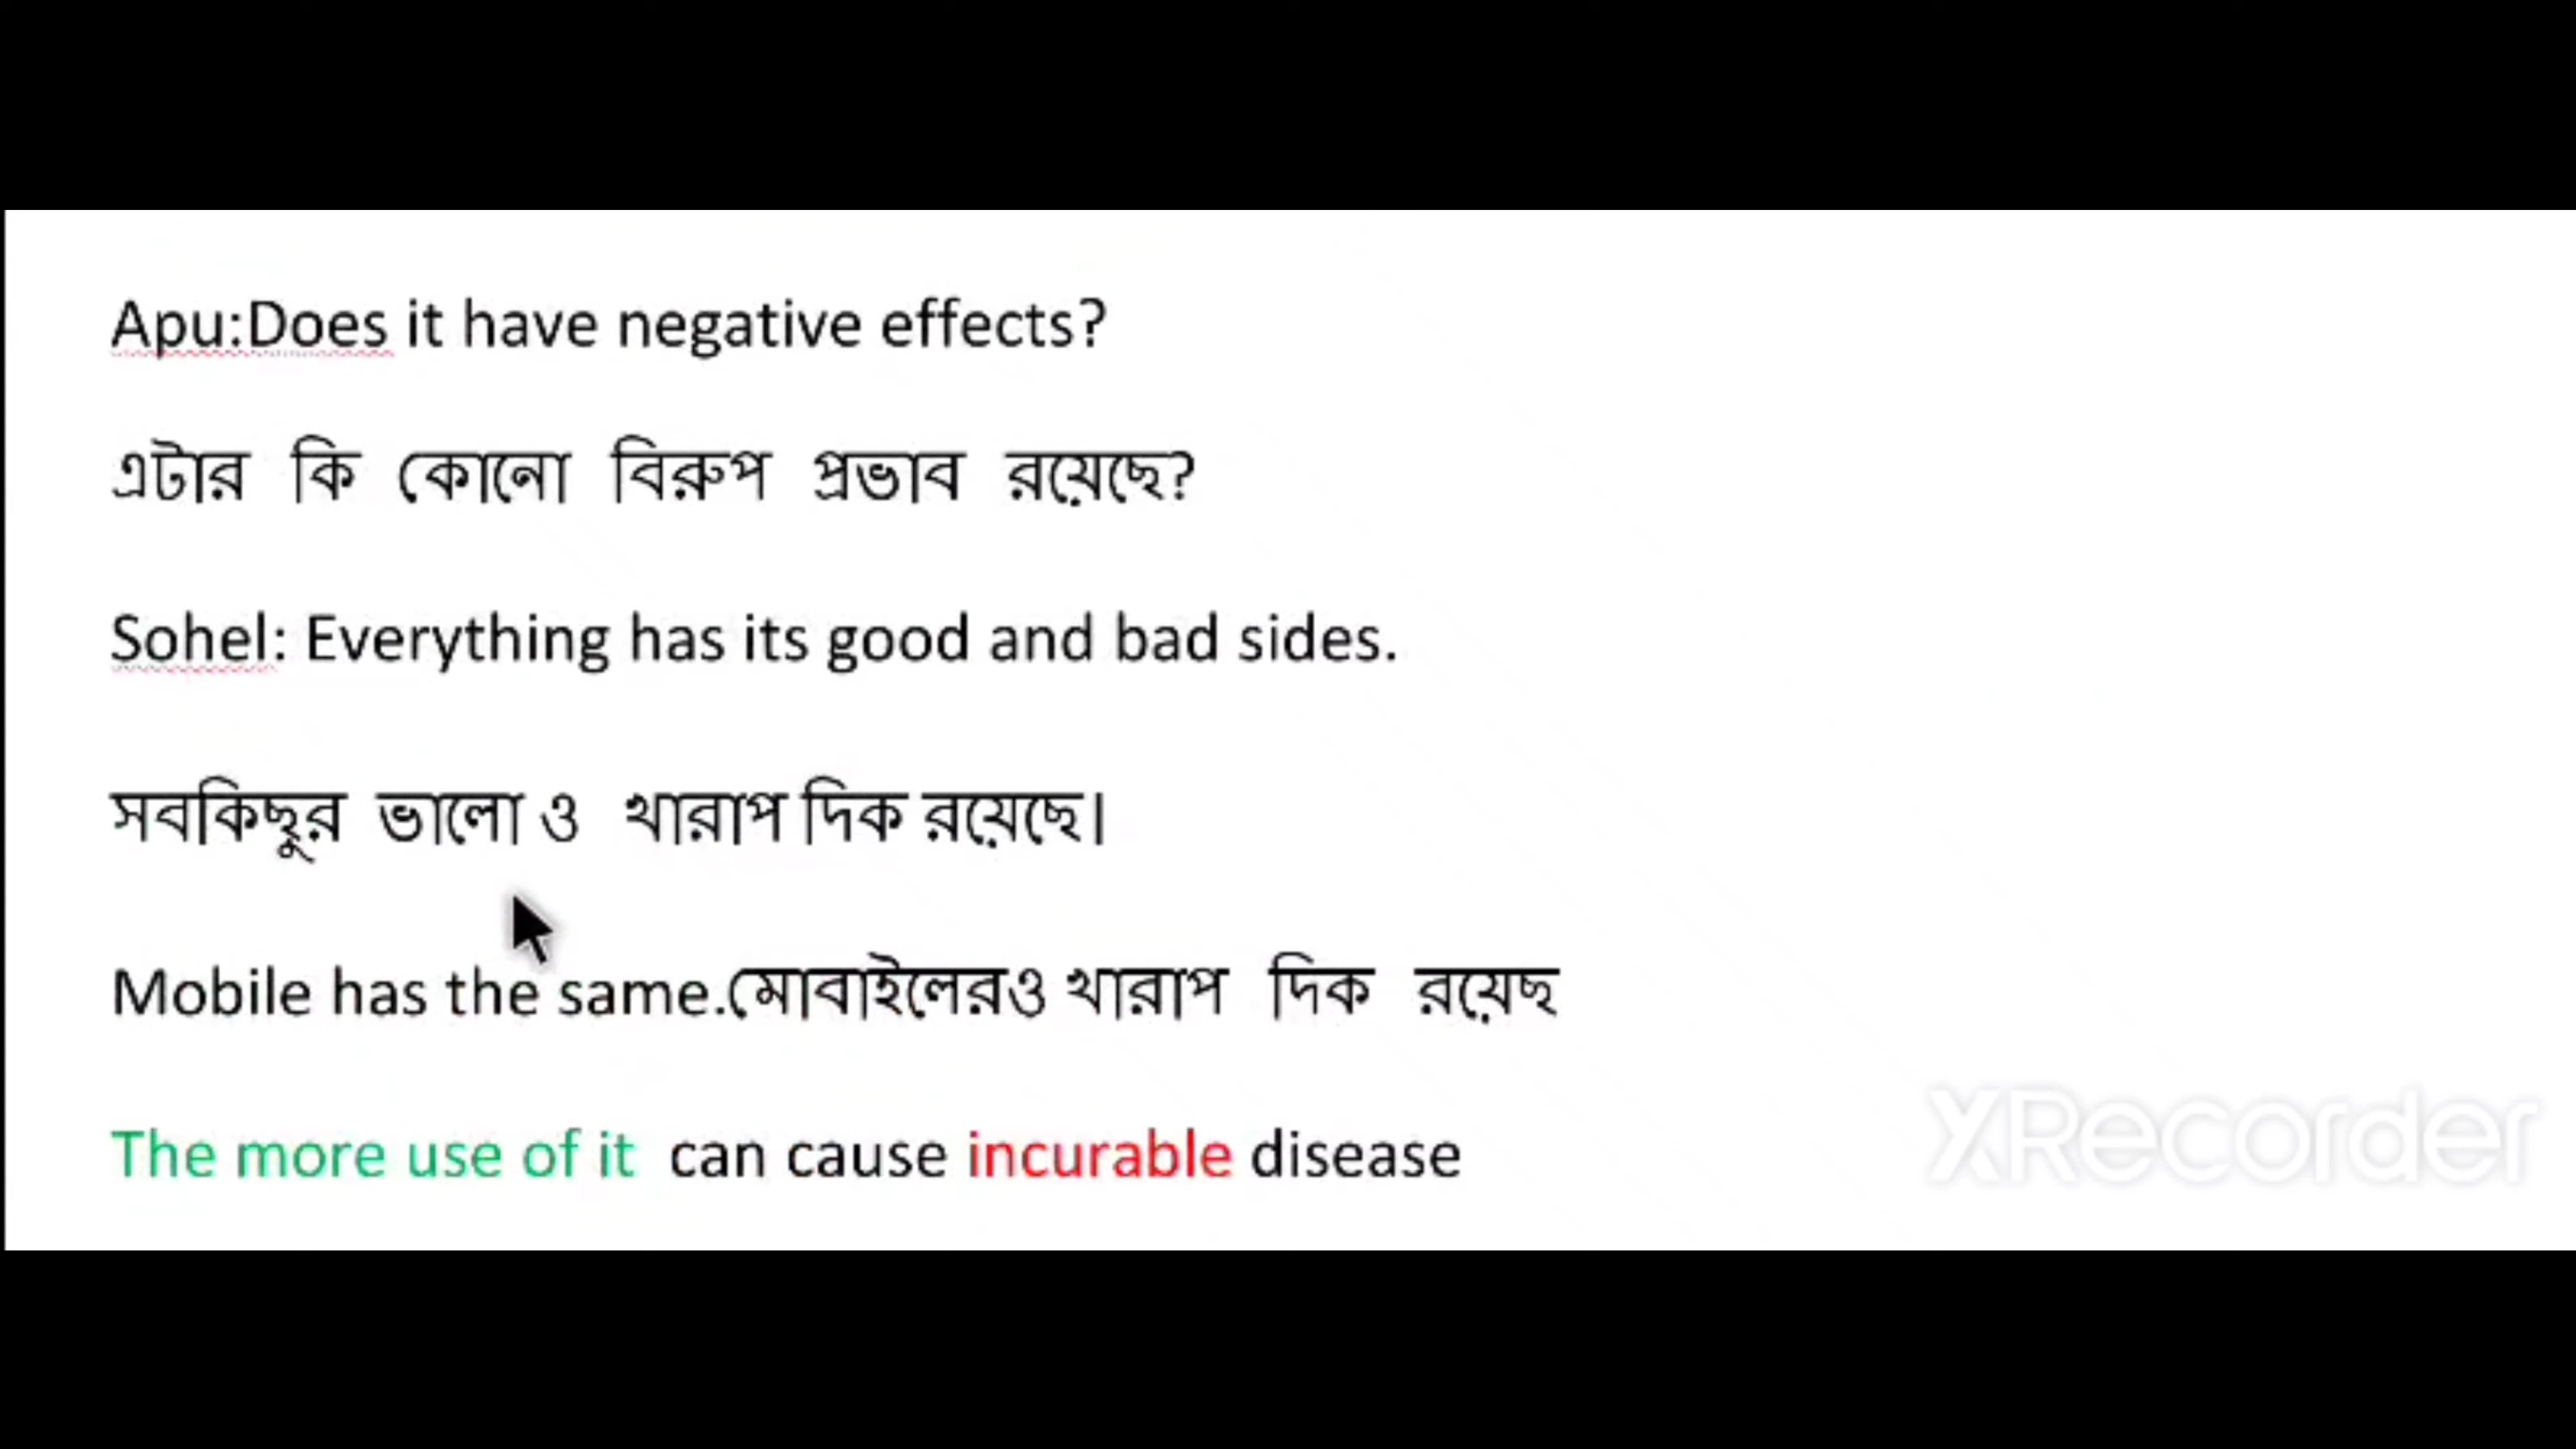 Apu:Does it have negative effects?
এটার কি কোনো বিরুপ প্রভাব রয়েছে?
Sohel: Everything has its good and bad sides.
সবকিছুর ভালো ও খারাপ দিক রয়েছে।
Mobile has the same.মোবাইলেরও খারাপ দিক রয়েছ
The more use of it can cause incurable disease
XRecorder